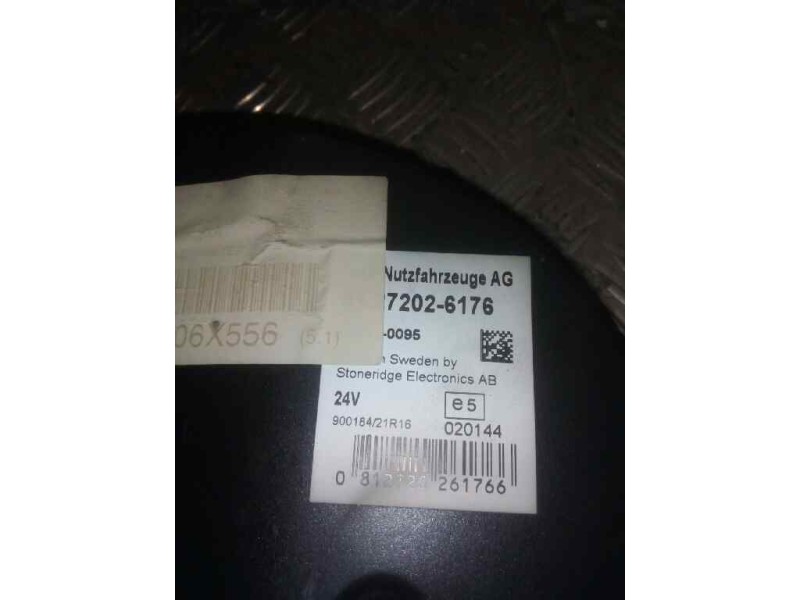 06X556 (5.1)
Nutzfahrzeuge AG
7202-6176
-0095
Sweden by
Stoneridge Electronics AB
24V
e5
900184/21R16
020144
261766